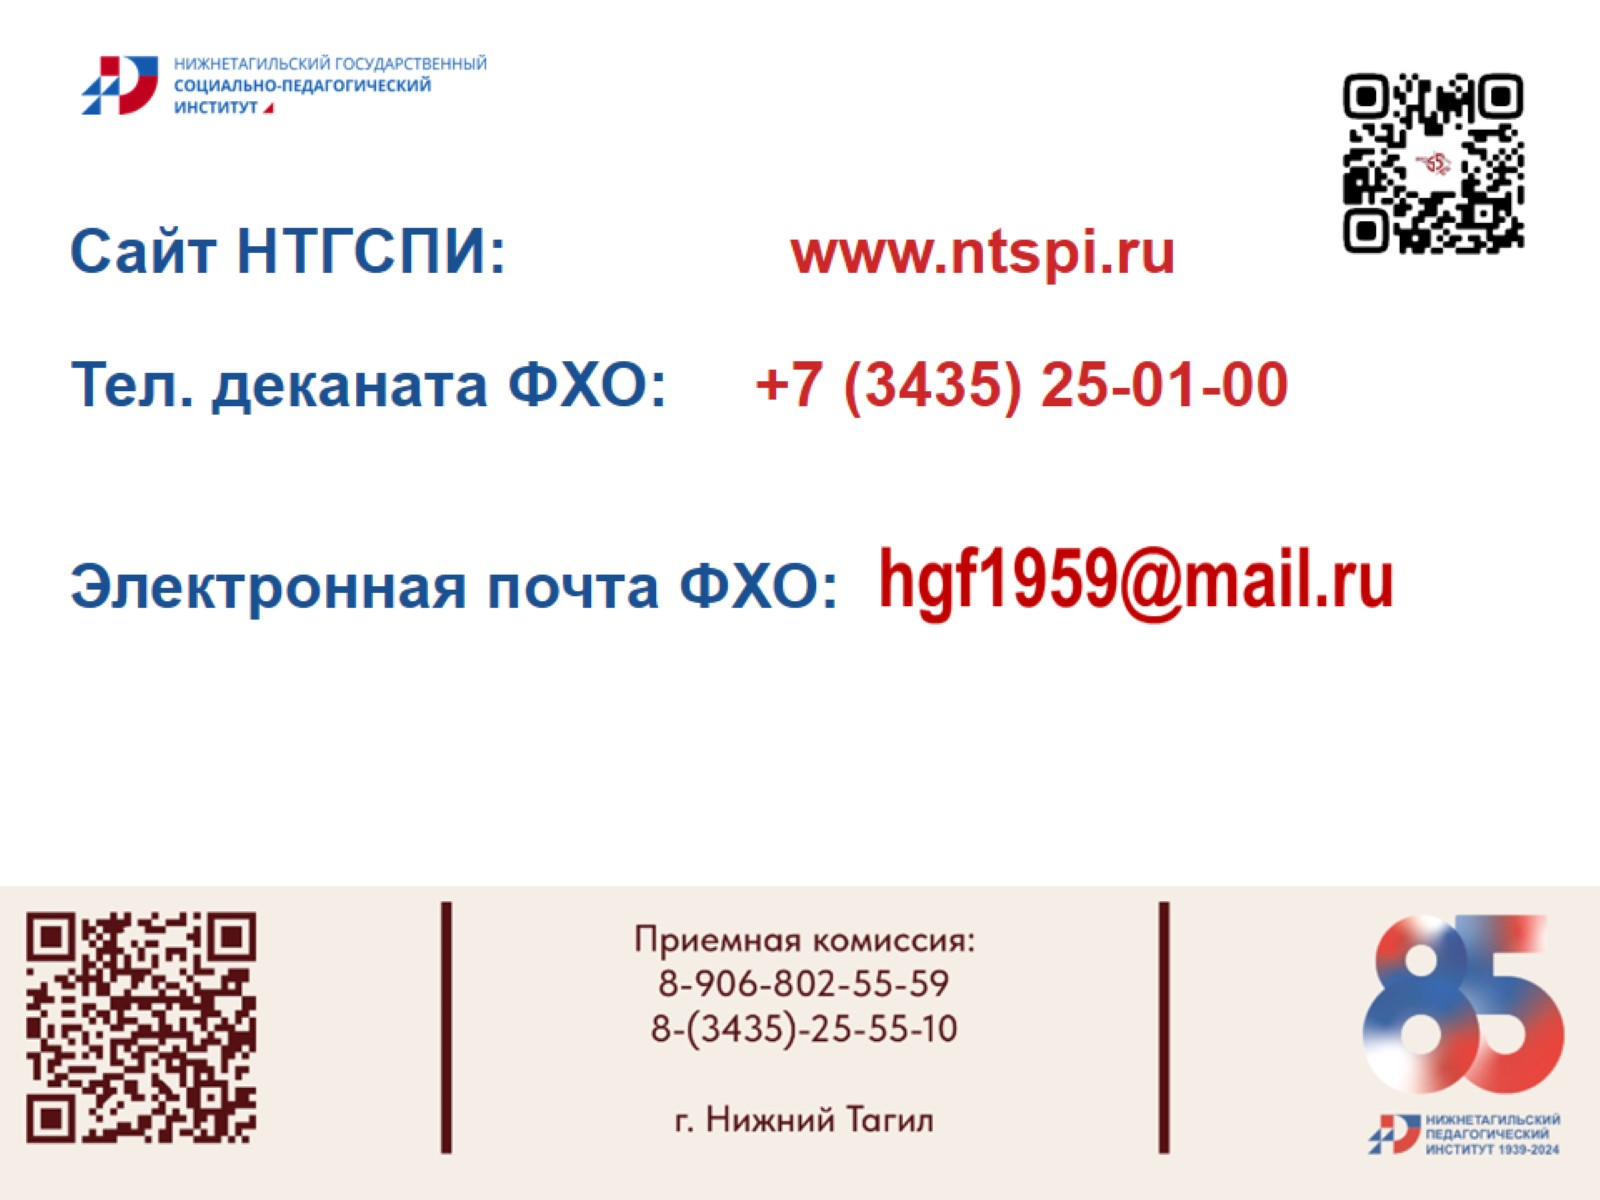 НИЖНЕТАГИЛЬСКИЙ ГОСУДАРСТВЕННЫЙ
СОЦИАЛЬНО-ПЕДАГОГИЧЕСКИЙ
ИНСТИТУТ
Сайт НТГСПИ: www.ntspi.ru
Тел. деканата ФХО: +7 (3435) 25-01-00
Электронная почта ФХО: hgf1959@mail.ru
Приемная комиссия:
8-906-802-55-59
8-(3435)-25-55-10
г. Нижний Тагил
85
НИЖНЕТАГИЛЬСКИЙ
ПЕДАГОГИЧЕСКИЙ
ИНСТИТУТ 1939-2024